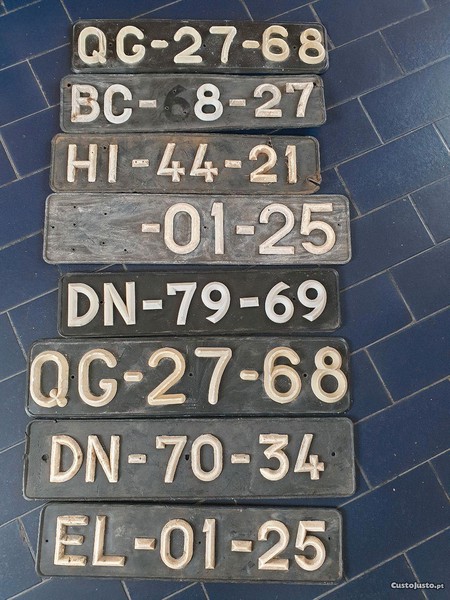 QG-27-68
BC-68-27
HI-44-21
-01-25
DN-79-69
QG-27-68
DN-70-34
EL-01-25
CustoJusto.pt